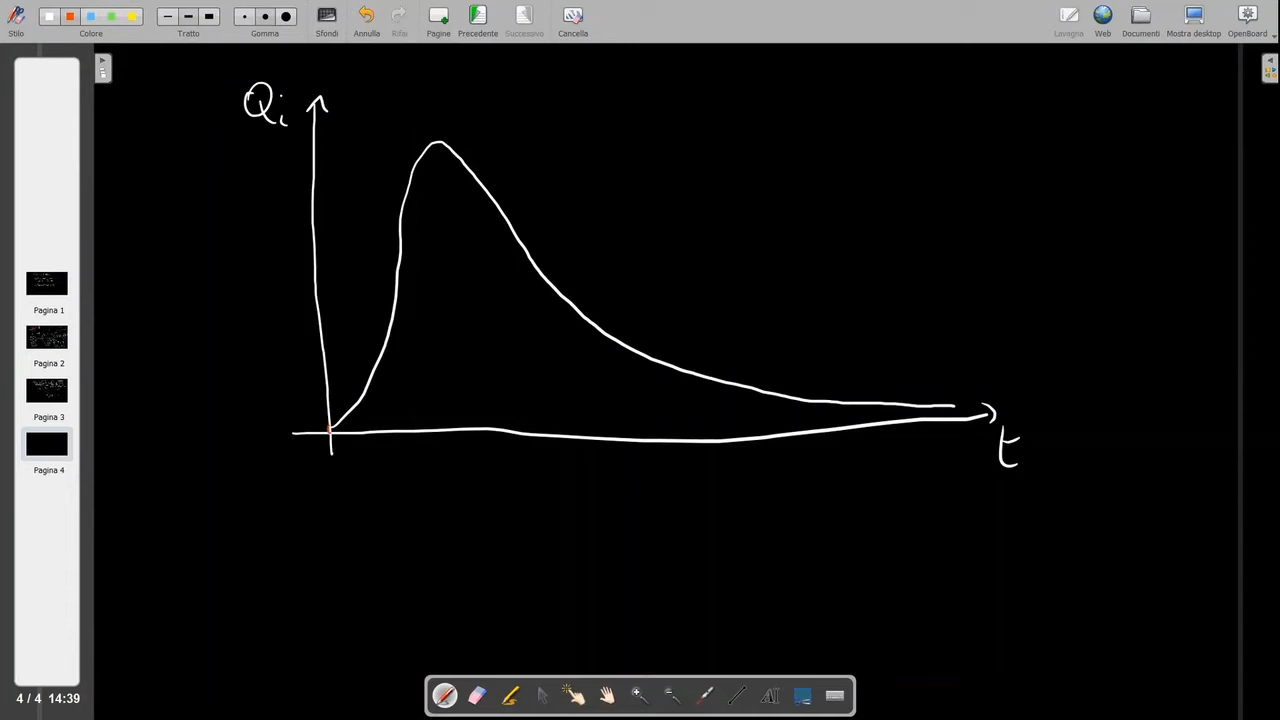 Stilo
Colore
Tratto
Gomma
Sfondi
Annulla
Rifai
Pagine
Precedente
Successivo
Cancella
Lavagna
Web
Documenti
Mostra desktop
OpenBoard
Qi
t
Pagina 1
Pagina 2
Pagina 3
Pagina 4
4 / 4 14:39
AI